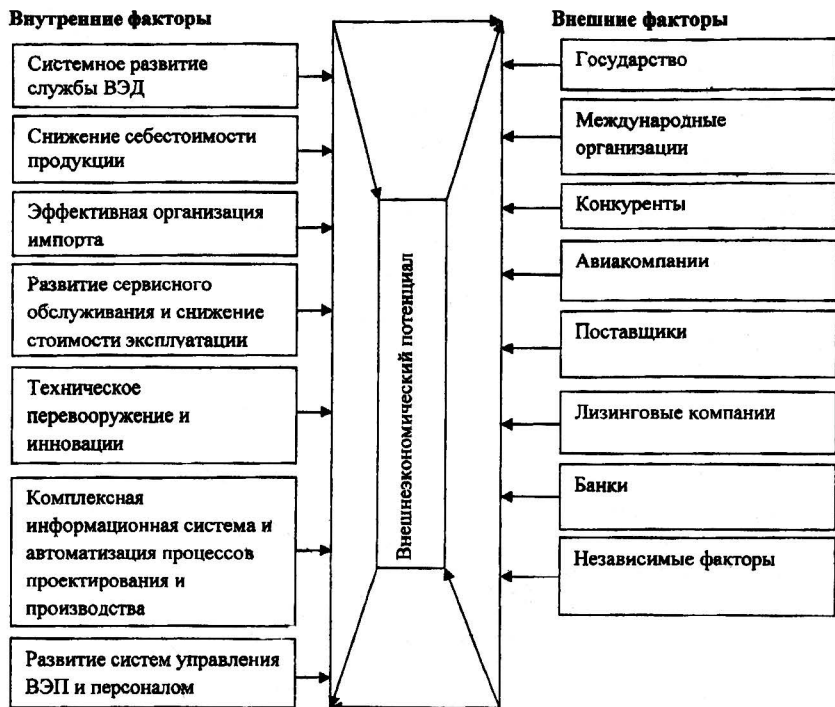 Внутренние факторы
Системное развитие
службы ВЭД
Снижение себестоимости
продукции
Эффективная организация
импорта
Развитие сервисного
обслуживания и снижение
стоимости эксплуатации
Техническое
перевооружение и
инновации
Комплексная
информационная система и
автоматизация процессов
проектирования и
производства
Развитие систем управления
ВЭП и персоналом
Внешнеэкономический потенциал
Внешние факторы
Государство
Международные
организации
Конкуренты
Авиакомпании
Поставщики
Лизинговые компании
Банки
Независимые факторы